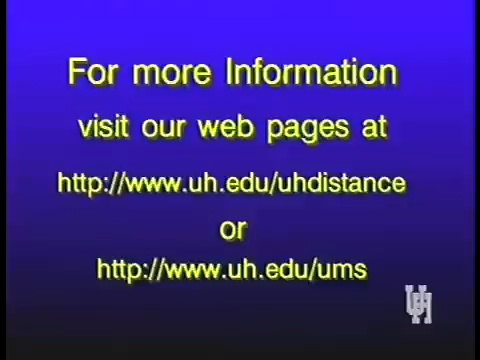 For more Information
visit our web pages at
http://www.uh.edu/uhdistance
or
http://www.uh.edu/ums
UH